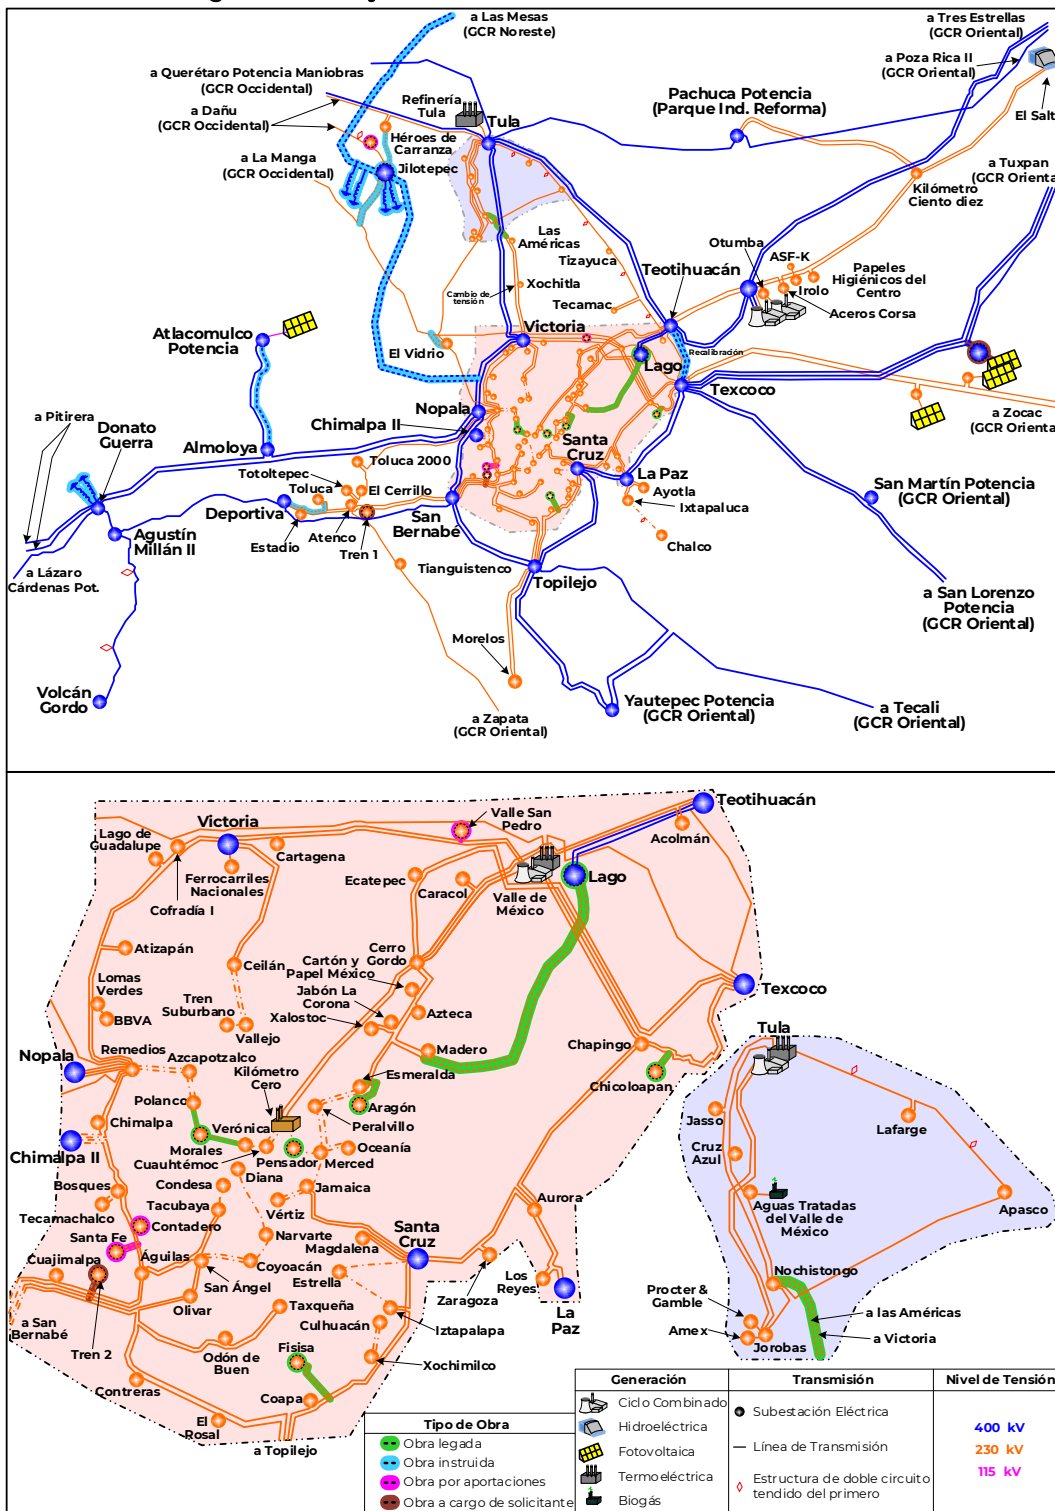 a Las Mesas
(GCR Noreste)
a Tres Estrellas
(GCR Oriental)
a Poza Rica II
(GCR Oriental)
a Querétaro Potencia Maniobras
(GCR Occidental)
Refinería
Tula
Pachuca Potencia
(Parque Ind. Reforma)
a Dañu
(GCR Occidental)
Tula
El Salt
Héroes de
Carranza
a La Manga
(GCR Occidental)
Jilotepec
a Tuxpan
(GCR Orienta
Kilómetro
Ciento diez
Las
Américas
Otumba
ASF-K
Tizayuca
Teotihuacán
Papeles
Higiénicos del
Centro
Irolo
Xochitla
Cambio de
tensión
Tecamac
Aceros Corsa
Atlacomulco
Potencia
Victoria
El Vidrio
Recalibración
Lago
Texcoco
Nopala
a Zocac
(GCR Orienta
a Pitirera
Donato
Guerra
Chimalpa II
Almoloya
Santa
Cruz
Toluca 2000
Totoltepec
La Paz
El Cerrillo
Toluca
Ayotla
San Martín Potencia
(GCR Oriental)
Deportiva
Ixtapaluca
San
Bernabé
Estadio
Atenco
Agustín
Millán II
Tren 1
Chalco
Tianguistenco
Topilejo
a Lázaro
Cárdenas Pot.
a San Lorenzo
Potencia
(GCR Oriental)
Morelos
Volcán
Gordo
Yautepec Potencia
(GCR Oriental)
a Tecali
(GCR Oriental)
a Zapata
(GCR Oriental)
Teotihuacán
Valle San
Pedro
Victoria
Lago de
Guadalupe
Acolmán
Cartagena
Ecatepec
Ferrocarriles
Nacionales
Caracol
Lago
Valle de
México
Cofradía I
Atizapán
Cerro
Gordo
Cartón y
Papel México
Ceilán
Lomas
Verdes
Texcoco
Jabón La
Corona
Tren
Suburbano
Azteca
BBVA
Xalostoc
Tula
Vallejo
Remedios
Madero
Chapingo
Nopala
Azcapotzalco
Kilómetro
Cero
Esmeralda
Chicoloapan
Polanco
Aragón
Verónica
Jasso
Lafarge
Chimalpa
Peralvillo
Morales
Cruz
Azul
Chimalpa II
Cuauhtémoc
Pensador
Merced
Oceanía
Diana
Bosques
Condesa
Jamaica
Aurora
Aguas Tratadas
del Valle de
México
Apasco
Tecamachalco
Tacubaya
Vértiz
Contadero
Santa Fe
Navarte
Magdalena
Santa
Cruz
Cuajimalpa
Águilas
Coyoacán
San Ángel
Estrella
Los
Reyes
Nochistongo
Zaragoza
Procter &
Gamble
a las Américas
Olivar
Taxqueña
a San
Bernabé
La
Paz
Culhuacán
Iztapalapa
Amex
a Victoria
Tren 2
Fisisa
Jorobas
Odón de
Buen
Xochimilco
Contreras
Coapa
El
Rosal
a Topilejo
Tipo de Obra
Obra legada
Obra instruida
Obra por aportaciones
Obra a cargo de solicitante
Generación
Ciclo Combinado
Hidroeléctrica
Fotovoltaica
Termoeléctrica
Biogás
Transmisión
Subestación Eléctrica
Línea de Transmisión
Estructura de doble circuito
tendido del primero
Nivel de Tensión
400 kV
230 kV
115 kV